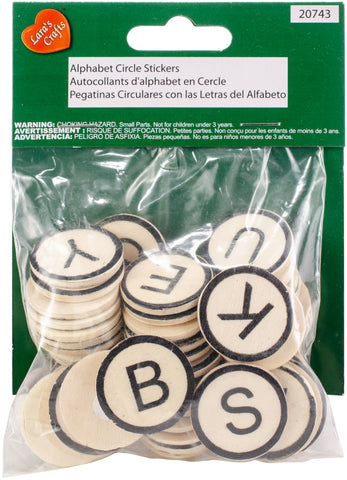 Lara's
Crafts
20743
Alphabet Circle Stickers
Autocollants d'alphabet en Cercle
Pegatinas Circulares con las Letras del Alfabeto
WARNING: CHOKING HAZARD. Small Parts. Not for children under 3 years.
AVERTISSEMENT: RISQUE DE SUFFOCATION. Petites parties. Non conçu pour les enfants de moins de 3 ans.
ADVERTENCIA: PELIGRO DE ASFIXIA. Piezas pequeñas. No es para niños menores de 3 años.
Y
E
U
K
B
S